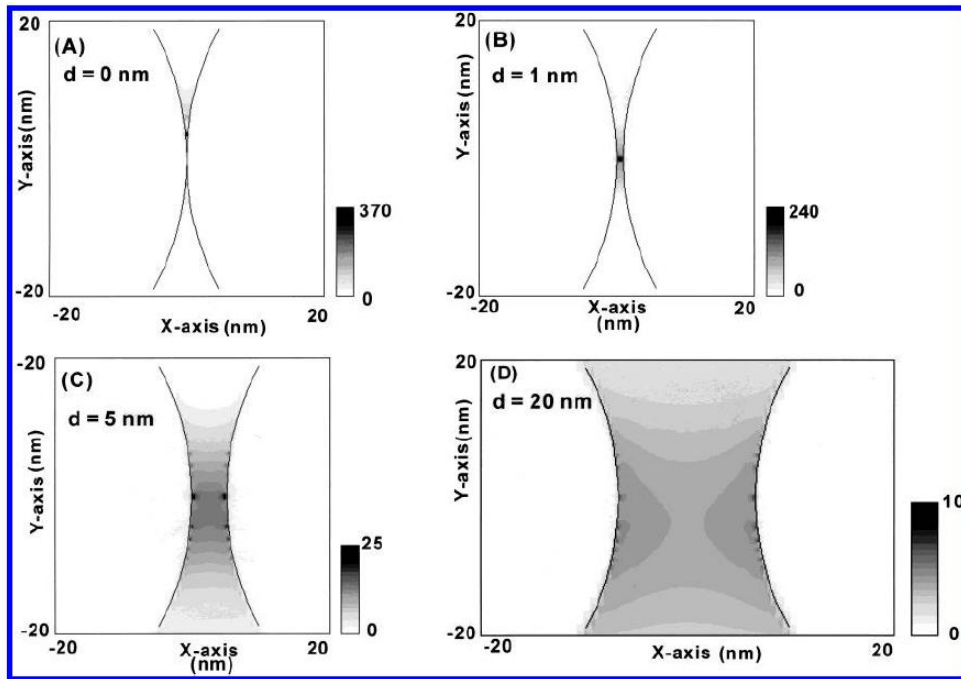 20
(A)
d = 0 nm
Y-axis(nm)
370
0
-20
-20
20
X-axis (nm)
20
(B)
d = 1 nm
Y-axis(nm)
240
0
-20
-20
X-axis
(nm)
20
-20
(C)
d = 5 nm
Y-axis (nm)
25
0
-20
-20
X-axis
(nm)
20
20
(D)
d = 20 nm
Y-axis(nm)
10
0
-20
20
X-axis (nm)
20